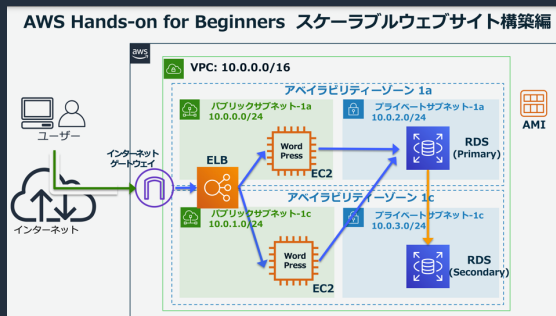 AWS Hands-on for Beginners スケーラブルウェブサイト構築編
aws
VPC: 10.0.0.0/16
アベイラビリティーゾーン 1a
パブリックサブネット-1a
10.0.0.0/24
プライベートサブネット-1a
10.0.2.0/24
AMI
ユーザー
インターネット
ゲートウェイ
ELB
Word
Press
EC2
RDS
(Primary)
アベイラビリティーゾーン 1c
パブリックサブネット-1c
10.0.1.0/24
プライベートサブネット-1c
10.0.3.0/24
インターネット
Word
Press
EC2
RDS
(Secondary)